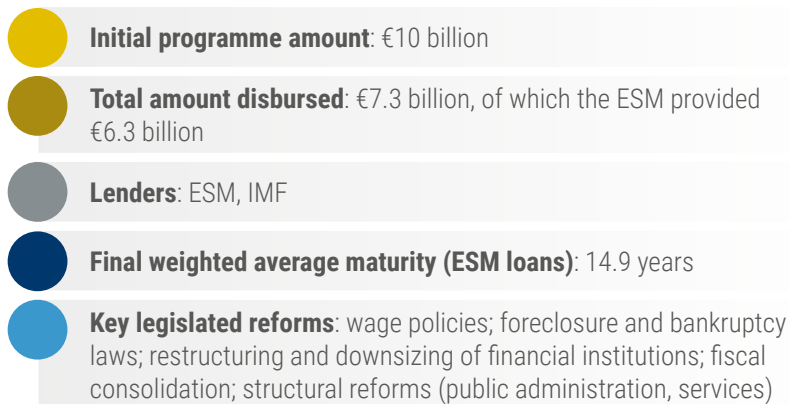 Initial programme amount: €10 billion
Total amount disbursed: €7.3 billion, of which the ESM provided
€6.3 billion
Lenders: ESM, IMF
Final weighted average maturity (ESM loans): 14.9 years
Key legislated reforms: wage policies; foreclosure and bankruptcy
laws; restructuring and downsizing of financial institutions; fiscal
consolidation; structural reforms (public administration, services)